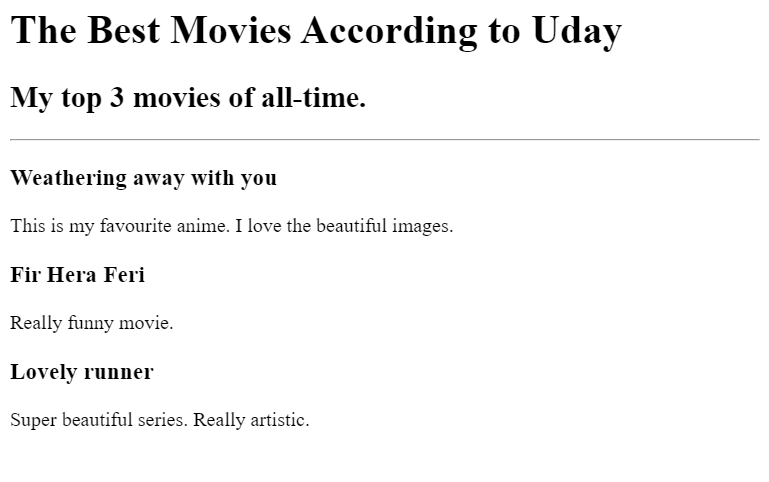 The Best Movies According to Uday
My top 3 movies of all-time.
Weathering away with you
This is my favourite anime. I love the beautiful images.
Fir Hera Feri
Really funny movie.
Lovely runner
Super beautiful series. Really artistic.